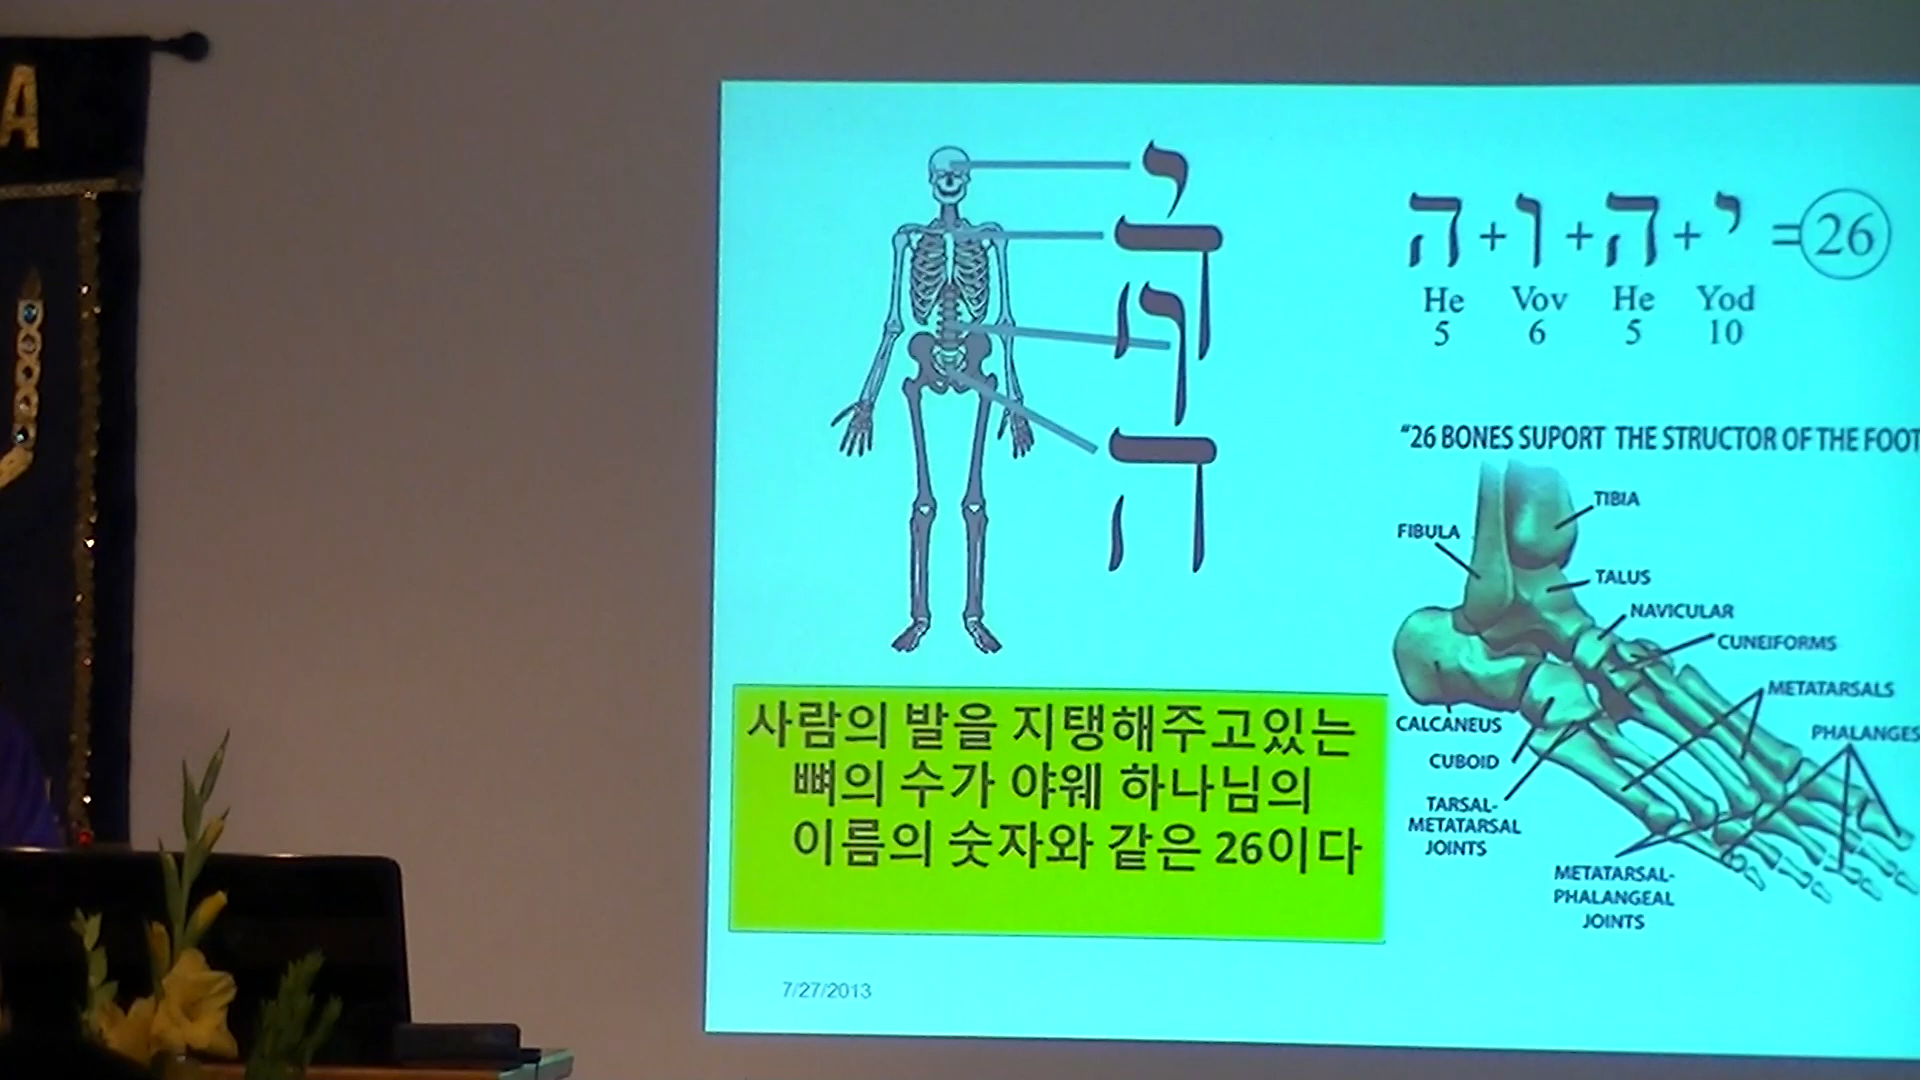 A
י
ה
ו
ה
ה+ו+ה+י=26
He Vov He Yod
5 6 5 10
"26 BONES SUPORT THE STRUCTOR OF THE FOOT
TIBIA
FIBULA
TALUS
NAVICULAR
CUNEIFORMS
METATARSALS
CALCANEUS
PHALANGES
CUBOID
TARSAL-
METATARSAL
JOINTS
METATARSAL-
PHALANGEAL
JOINTS
사람의 발을 지탱해주고있는
뼈의 수가 야웨 하나님의
이름의 숫자와 같은 26이다
7/27/2013